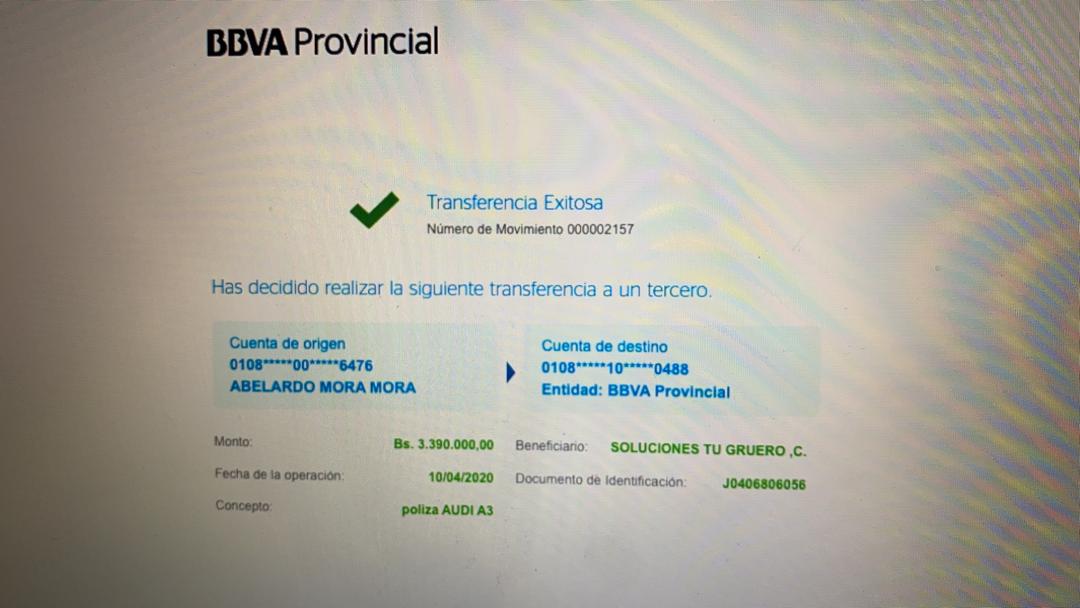 BBVA Provincial
Transferencia Exitosa
Número de Movimiento 000002157
Has decidido realizar la siguiente transferencia a un tercero.
Cuenta de origen
0108*****00*****6476
ABELARDO MORA MORA
Cuenta de destino
0108*****10*****0488
Entidad: BBVA Provincial
Monto: Bs. 3.390.000,00
Beneficiario: SOLUCIONES TU GRUERO ,C.
Fecha de la operación: 10/04/2020
Documento de Identificación: J0406806056
Concepto: poliza AUDI A3